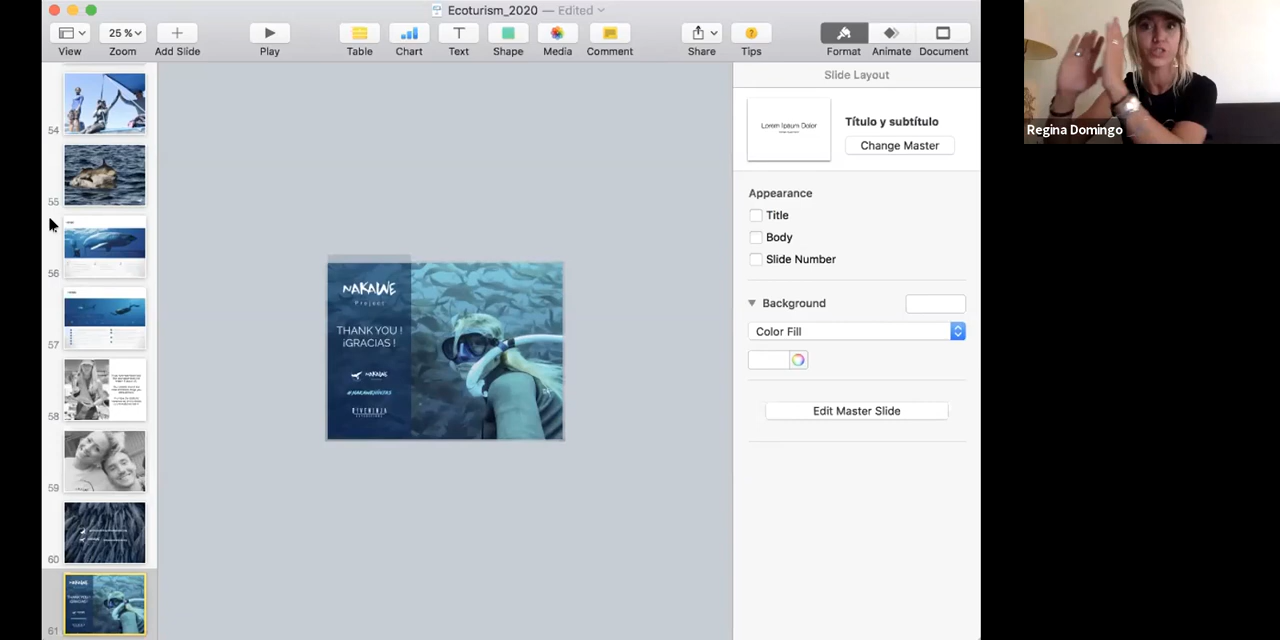 Ecoturism_2020 — Edited
View
25 %
Zoom
Add Slide
Play
Table
Chart
Text
Shape
Media
Comment
Share
Tips
Format
Animate
Document
Slide Layout
Lorem Ipsum Dolor
Título y subtítulo
Change Master
Appearance
Title
Body
Slide Number
Background
Color Fill
Edit Master Slide
NAKAWE
Project
THANK YOU !
¡GRACIAS !
NAKAWE
DIVENINJA
54
55
56
57
58
59
60
61
Regina Domingo